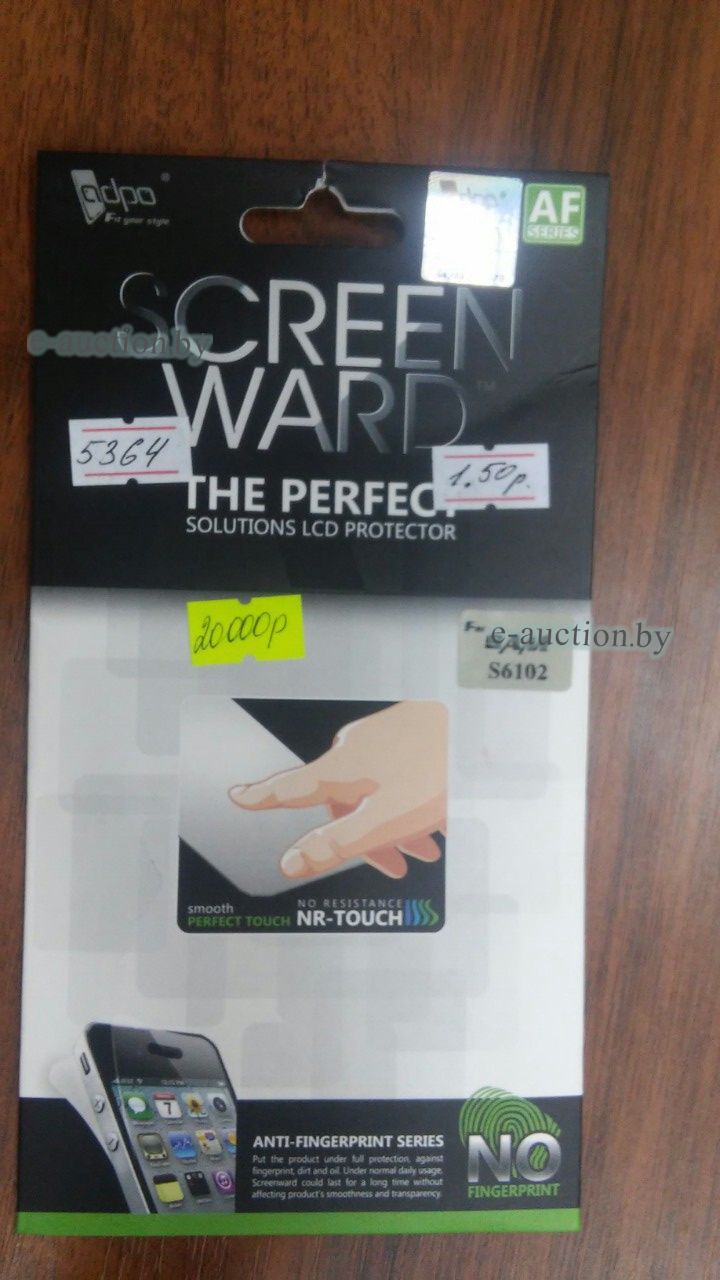 adpo®
Fit your style
AF
SERIES
SCREEN
WARD™
e-auction.by
5364
1.50р.
THE PERFECT
SOLUTIONS LCD PROTECTOR
20000р
For
e-auction.by
S6102
smooth
PERFECT TOUCH
NO RESISTANCE
NR-TOUCH
7
ANTI-FINGERPRINT SERIES
Put the product under full protection, against
fingerprint, dirt and oil. Under normal daily usage,
Screenward could last for a long time without
affecting product's smoothness and transparency.
NO
FINGERPRINT